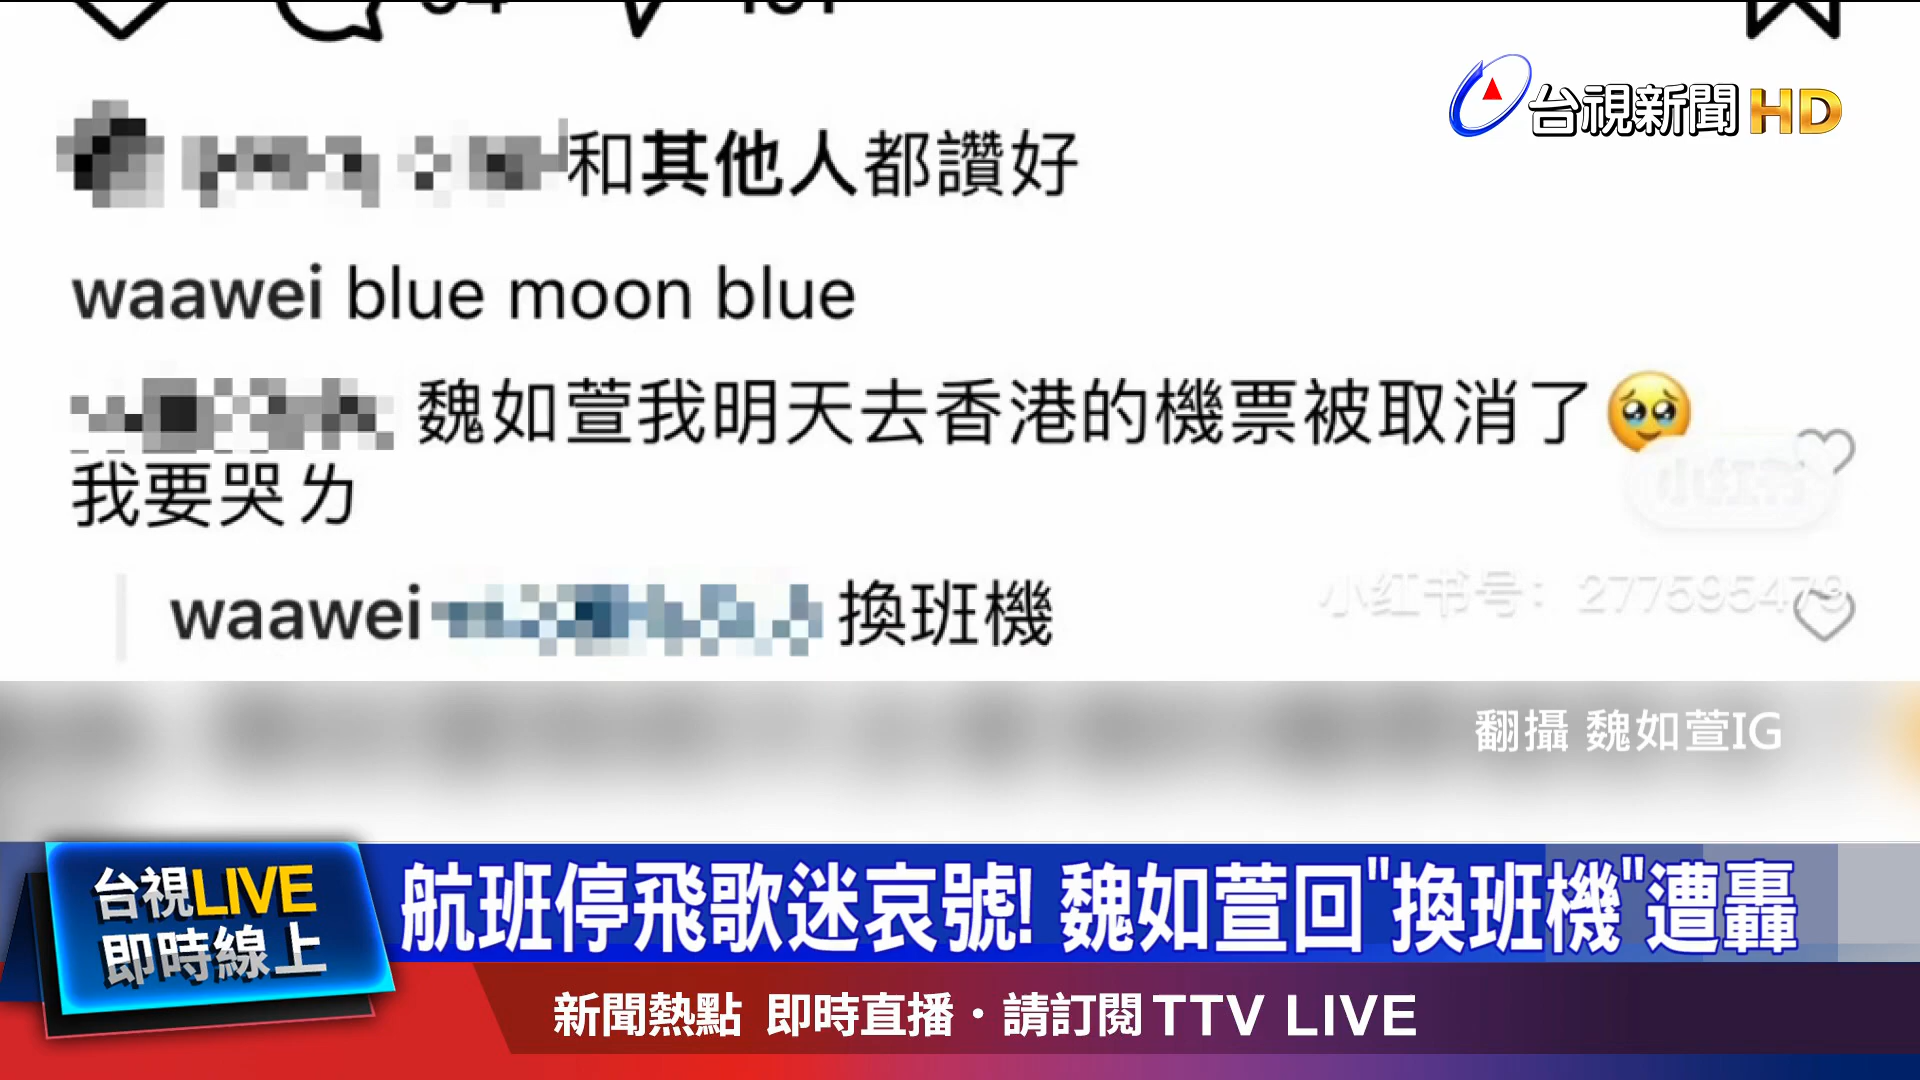 台視新聞HD
和其他人都讚好
waawei blue moon blue
魏如萱我明天去香港的機票被取消了🥹
我要哭ㄌ
小红书
waawei 換班機
小红书号: 277595479
翻攝 魏如萱IG
台視LIVE
即時線上
航班停飛歌迷哀號! 魏如萱回"換班機"遭轟
新聞熱點 即時直播・請訂閱TTV LIVE